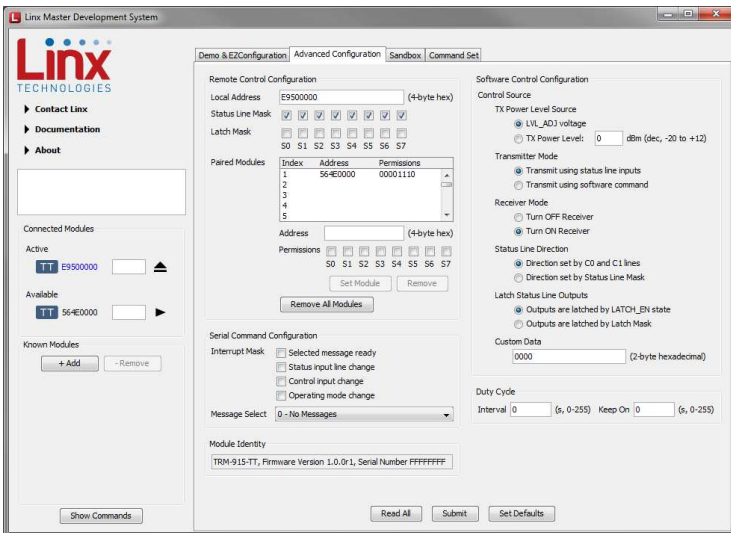 Linx Master Development System
Linx
TECHNOLOGIES
Contact Linx
Documentation
About
Connected Modules
Active
TT E9500000
Available
TT 564E0000
Known Modules
+ Add - Remove
Show Commands
Demo & EZConfiguration Advanced Configuration Sandbox Command Set
Remote Control Configuration
Local Address E9500000 (4-byte hex)
Status Line Mask
Latch Mask
S0 S1 S2 S3 S4 S5 S6 S7
Paired Modules Index Address Permissions
1 564E0000 00001110
2
3
4
5
Address (4-byte hex)
Permissions
S0 S1 S2 S3 S4 S5 S6 S7
Set Module Remove
Remove All Modules
Serial Command Configuration
Interrupt Mask Selected message ready
Status input line change
Control input change
Operating mode change
Message Select 0 - No Messages
Module Identity
TRM-915-TT, Firmware Version 1.0.0r1, Serial Number FFFFFFFF
Software Control Configuration
Control Source
TX Power Level Source
LVL_ADJ voltage
TX Power Level: 0 dBm (dec, -20 to +12)
Transmitter Mode
Transmit using status line inputs
Transmit using software command
Receiver Mode
Turn OFF Receiver
Turn ON Receiver
Status Line Direction
Direction set by C0 and C1 lines
Direction set by Status Line Mask
Latch Status Line Outputs
Outputs are latched by LATCH_EN state
Outputs are latched by Latch Mask
Custom Data
0000 (2-byte hexadecimal)
Duty Cycle
Interval 0 (s, 0-255) Keep On 0 (s, 0-255)
Read All Submit Set Defaults